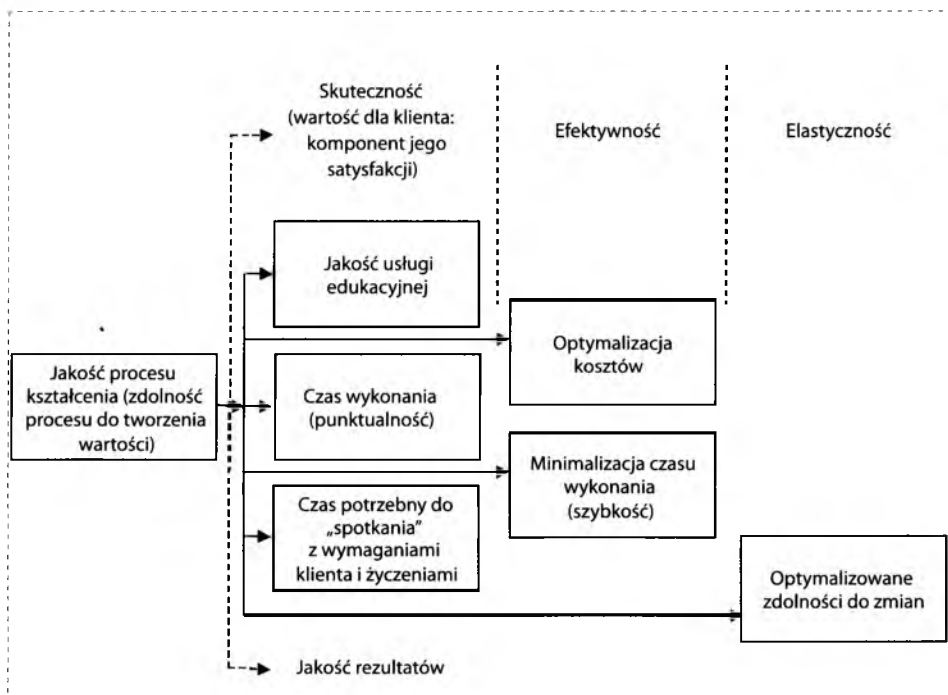 Skuteczność
(wartość dla klienta:
komponent jego
satysfakcji)
Efektywność
Elastyczność
Jakość usługi
edukacyjnej
Optymalizacja
kosztów
Jakość procesu
kształcenia (zdolność
procesu do tworzenia
wartości)
Czas wykonania
(punktualność)
Minimalizacja czasu
wykonania
(szybkość)
Czas potrzebny do
„spotkania”
z wymaganiami
klienta i życzeniami
Optymalizowane
zdolności do zmian
Jakość rezultatów